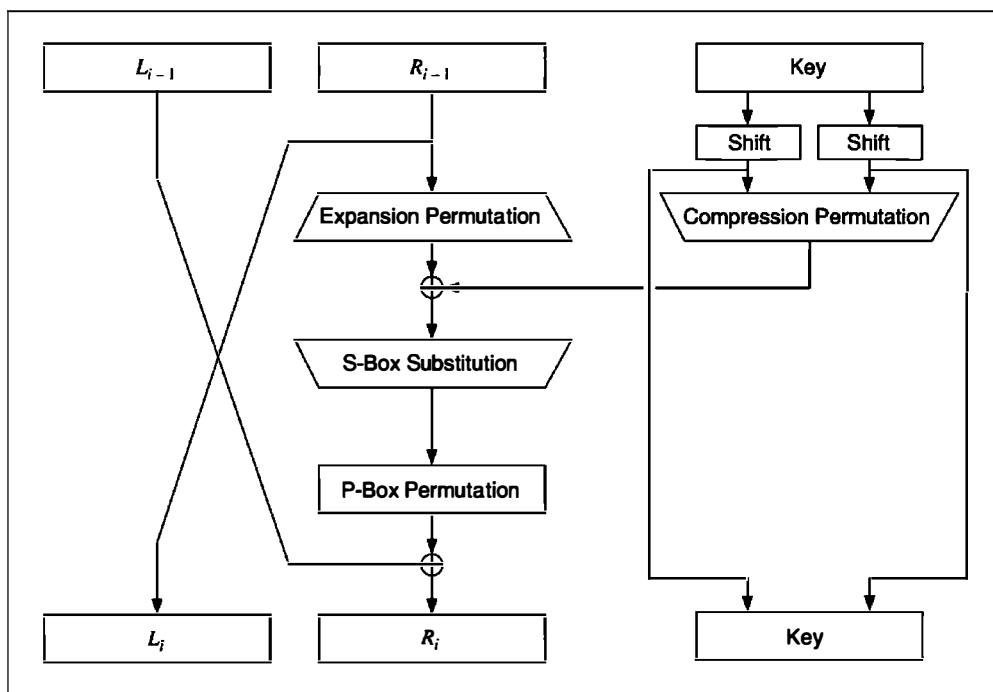 L_{i-1} R_{i-1} Key
Shift Shift
Expansion Permutation Compression Permutation
S-Box Substitution
P-Box Permutation
L_i R_i Key